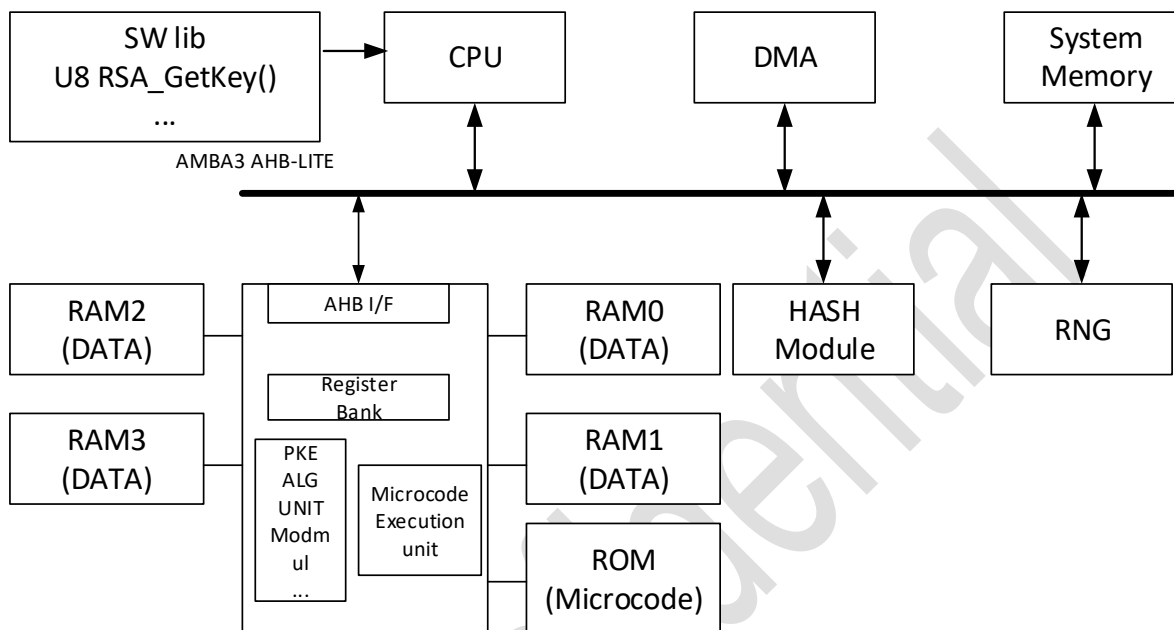 SW lib
U8 RSA_GetKey()
...
CPU
DMA
System
Memory
AMBA3 AHB-LITE
RAM2
(DATA)
AHB I/F
RAM0
(DATA)
HASH
Module
RNG
Register
Bank
RAM3
(DATA)
PKE
ALG
UNIT
Modm
ul
...
Microcode
Execution
unit
RAM1
(DATA)
ROM
(Microcode)